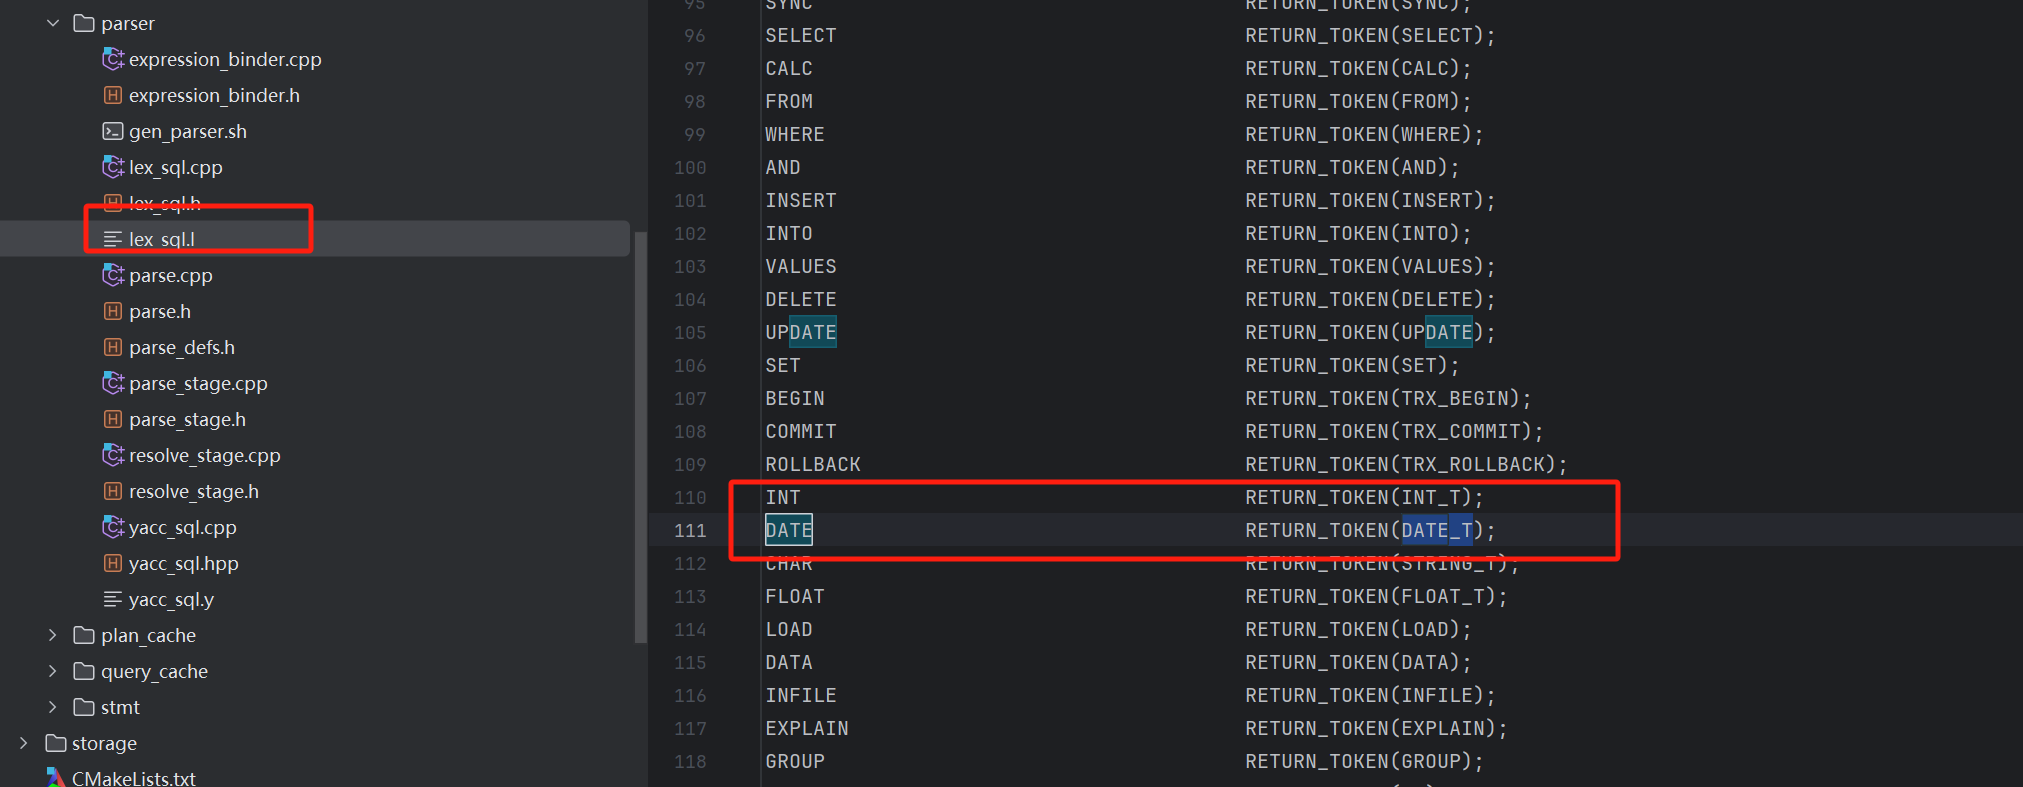 parser
expression_binder.cpp
expression_binder.h
gen_parser.sh
lex_sql.cpp
lex_sql.h
lex_sql.l
parse.cpp
parse.h
parse_defs.h
parse_stage.cpp
parse_stage.h
resolve_stage.cpp
resolve_stage.h
yacc_sql.cpp
yacc_sql.hpp
yacc_sql.y
plan_cache
query_cache
stmt
storage
CMakeLists.txt
95 SYNC RETURN_TOKEN(SYNC);
96 SELECT RETURN_TOKEN(SELECT);
97 CALC RETURN_TOKEN(CALC);
98 FROM RETURN_TOKEN(FROM);
99 WHERE RETURN_TOKEN(WHERE);
100 AND RETURN_TOKEN(AND);
101 INSERT RETURN_TOKEN(INSERT);
102 INTO RETURN_TOKEN(INTO);
103 VALUES RETURN_TOKEN(VALUES);
104 DELETE RETURN_TOKEN(DELETE);
105 UPDATE RETURN_TOKEN(UPDATE);
106 SET RETURN_TOKEN(SET);
107 BEGIN RETURN_TOKEN(TRX_BEGIN);
108 COMMIT RETURN_TOKEN(TRX_COMMIT);
109 ROLLBACK RETURN_TOKEN(TRX_ROLLBACK);
110 INT RETURN_TOKEN(INT_T);
111 DATE RETURN_TOKEN(DATE_T);
112 CHAR RETURN_TOKEN(STRING_T);
113 FLOAT RETURN_TOKEN(FLOAT_T);
114 LOAD RETURN_TOKEN(LOAD);
115 DATA RETURN_TOKEN(DATA);
116 INFILE RETURN_TOKEN(INFILE);
117 EXPLAIN RETURN_TOKEN(EXPLAIN);
118 GROUP RETURN_TOKEN(GROUP);